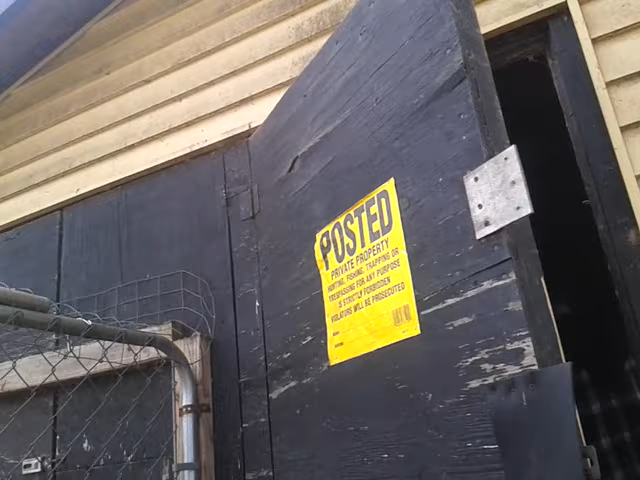 POSTED
PRIVATE PROPERTY
HUNTING, FISHING, TRAPPING OR
TRESPASSING FOR ANY PURPOSE
IS STRICTLY FORBIDDEN
VIOLATORS WILL BE PROSECUTED